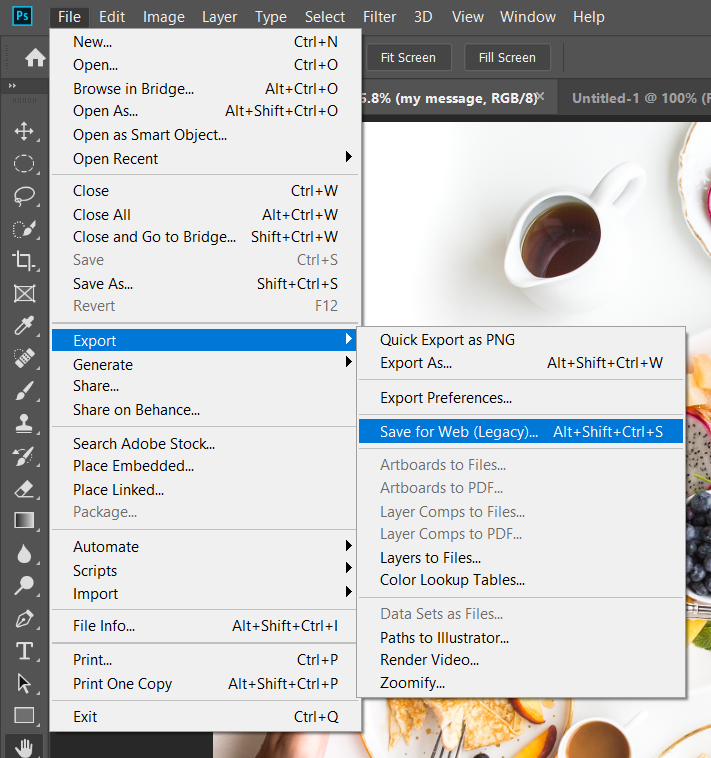 Ps File Edit Image Layer Type Select Filter 3D View Window Help
Fit Screen Fill Screen
5.8% (my message, RGB/8) × Untitled-1 @ 100% (R
New... Ctrl+N
Open... Ctrl+O
Browse in Bridge... Alt+Ctrl+O
Open As... Alt+Shift+Ctrl+O
Open as Smart Object...
Open Recent
Close Ctrl+W
Close All Alt+Ctrl+W
Close and Go to Bridge... Shift+Ctrl+W
Save Ctrl+S
Save As... Shift+Ctrl+S
Revert F12
Export
Generate
Share...
Share on Behance...
Search Adobe Stock...
Place Embedded...
Place Linked...
Package...
Automate
Scripts
Import
File Info... Alt+Shift+Ctrl+I
Print... Ctrl+P
Print One Copy Alt+Shift+Ctrl+P
Exit Ctrl+Q
Quick Export as PNG
Export As... Alt+Shift+Ctrl+W
Export Preferences...
Save for Web (Legacy)... Alt+Shift+Ctrl+S
Artboards to Files...
Artboards to PDF...
Layer Comps to Files...
Layer Comps to PDF...
Layers to Files...
Color Lookup Tables...
Data Sets as Files...
Paths to Illustrator...
Render Video...
Zoomify...